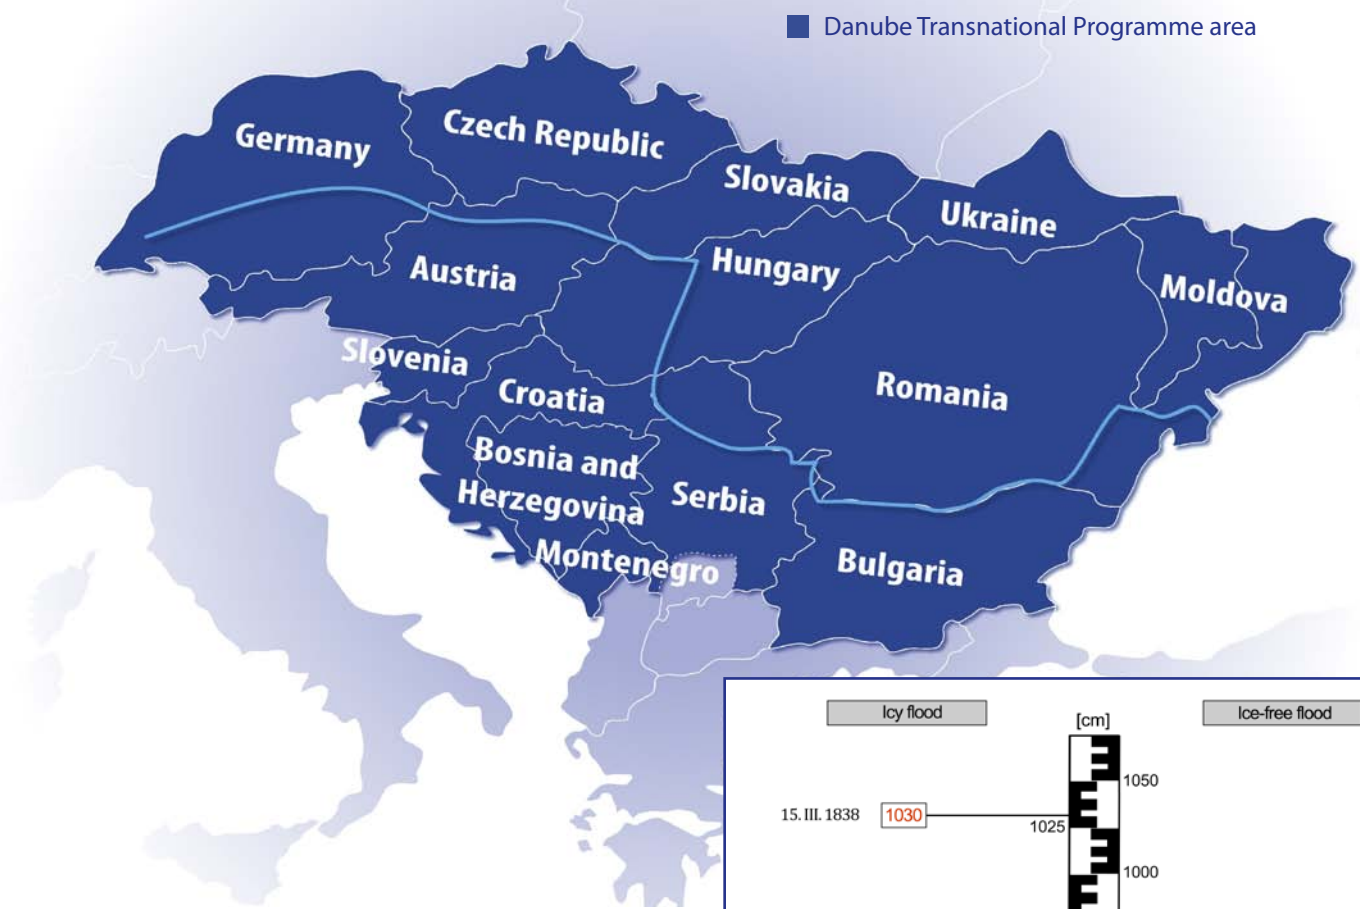 Danube Transnational Programme area
Germany
Czech Republic
Slovakia
Ukraine
Austria
Hungary
Moldova
Slovenia
Croatia
Romania
Bosnia and
Herzegovina
Serbia
Montenegro
Bulgaria
Icy flood
[cm]
Ice-free flood
1050
15. III. 1838
1030
1025
1000